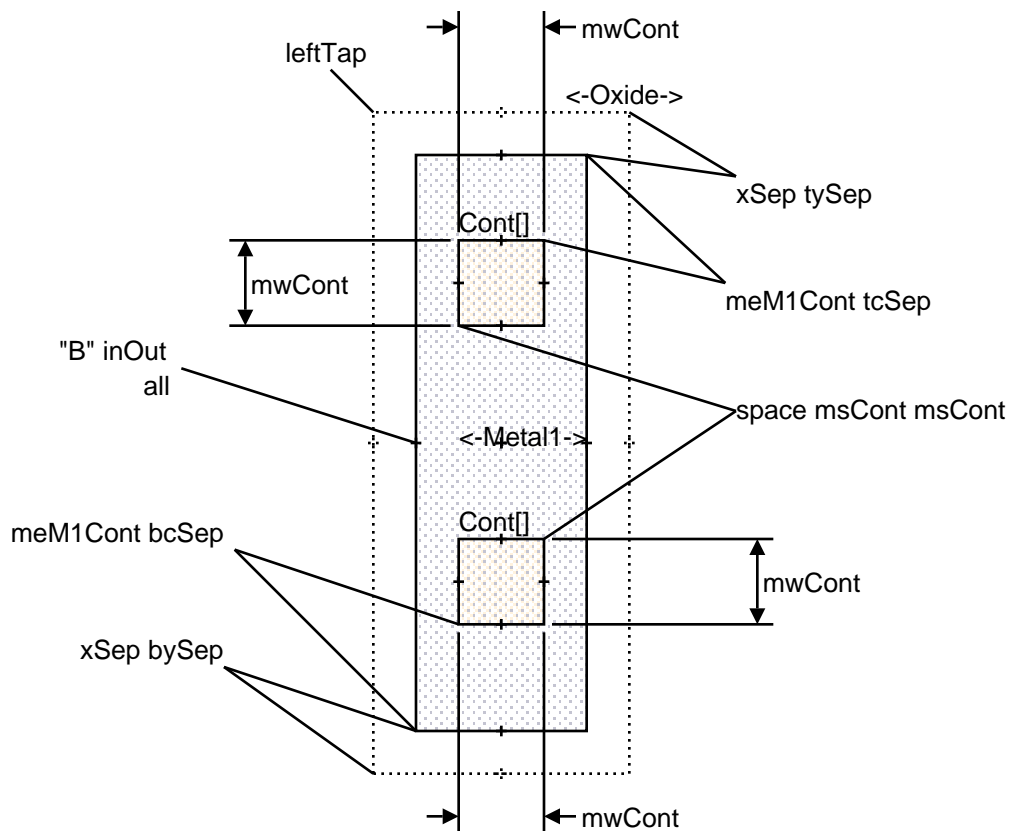 mwCont
leftTap
<-Oxide->
xSep tySep
Cont[]
mwCont
meM1Cont tcSep
"B" inOut
all
space msCont msCont
<-Metal1->
Cont[]
meM1Cont bcSep
mwCont
xSep bySep
mwCont